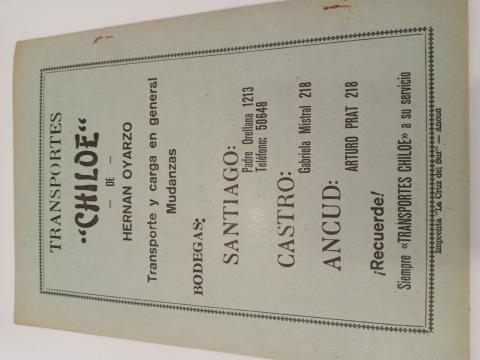 TRANSPORTES
"CHILOE"
— DE —
HERNAN OYARZO
Transporte y carga en general
Mudanzas
BODEGAS:
SANTIAGO:
Padre Orellana 1213
Teléfono: 50648
CASTRO:
Gabriela Mistral 218
ANCUD:
ARTURO PRAT 218
¡Recuerde!
Siempre «TRANSPORTES CHILOE» a su servicio
Imprenta "La Cruz del Sur" — Ancud